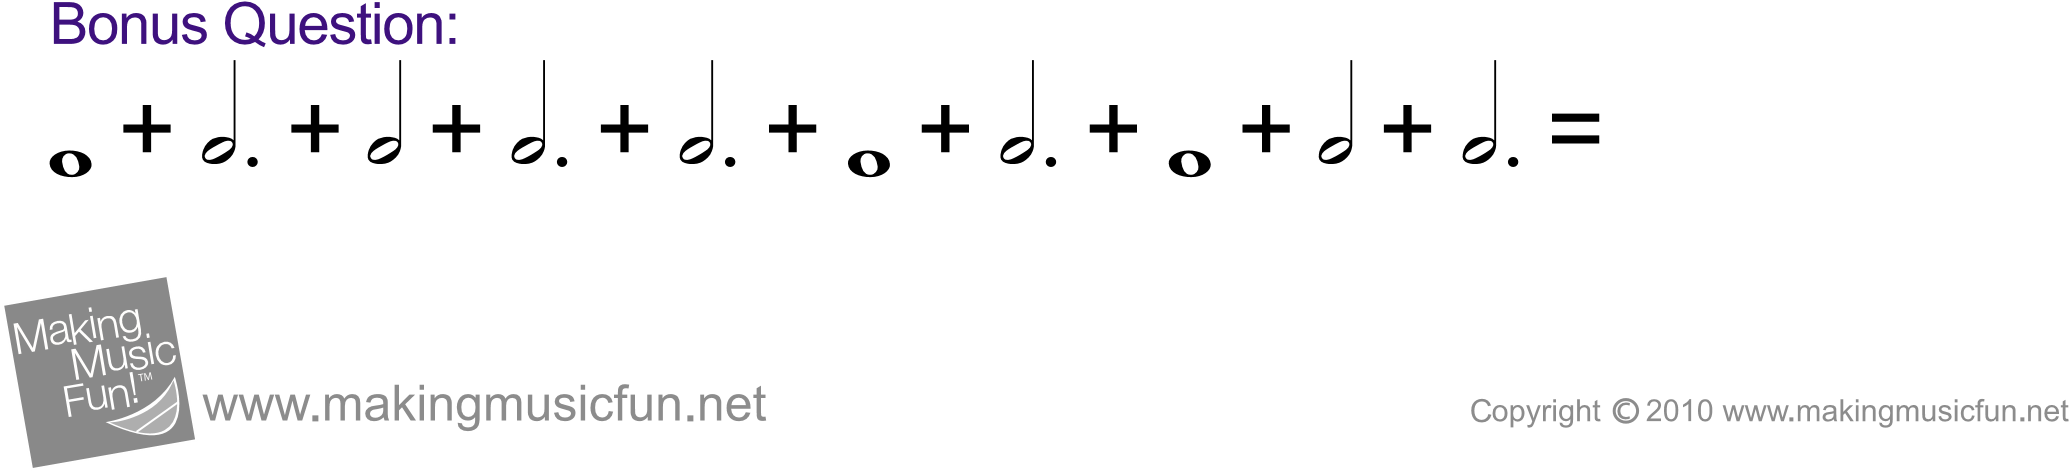 Bonus Question:
+ + + + + + + + + =
Making
Music
Fun!™
www.makingmusicfun.net
Copyright © 2010 www.makingmusicfun.net